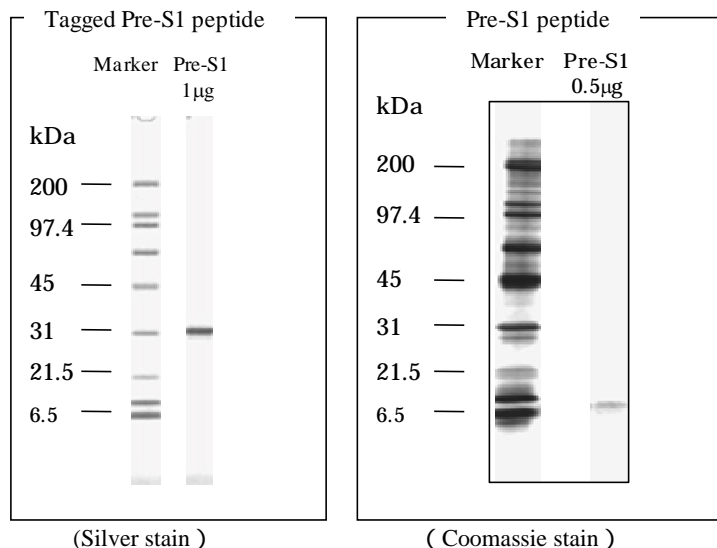 Tagged Pre-S1 peptide
Marker Pre-S1
1μg
kDa
200
97.4
45
31
21.5
6.5
(Silver stain )
Pre-S1 peptide
Marker Pre-S1
0.5μg
kDa
200
97.4
45
31
21.5
6.5
( Coomassie stain )